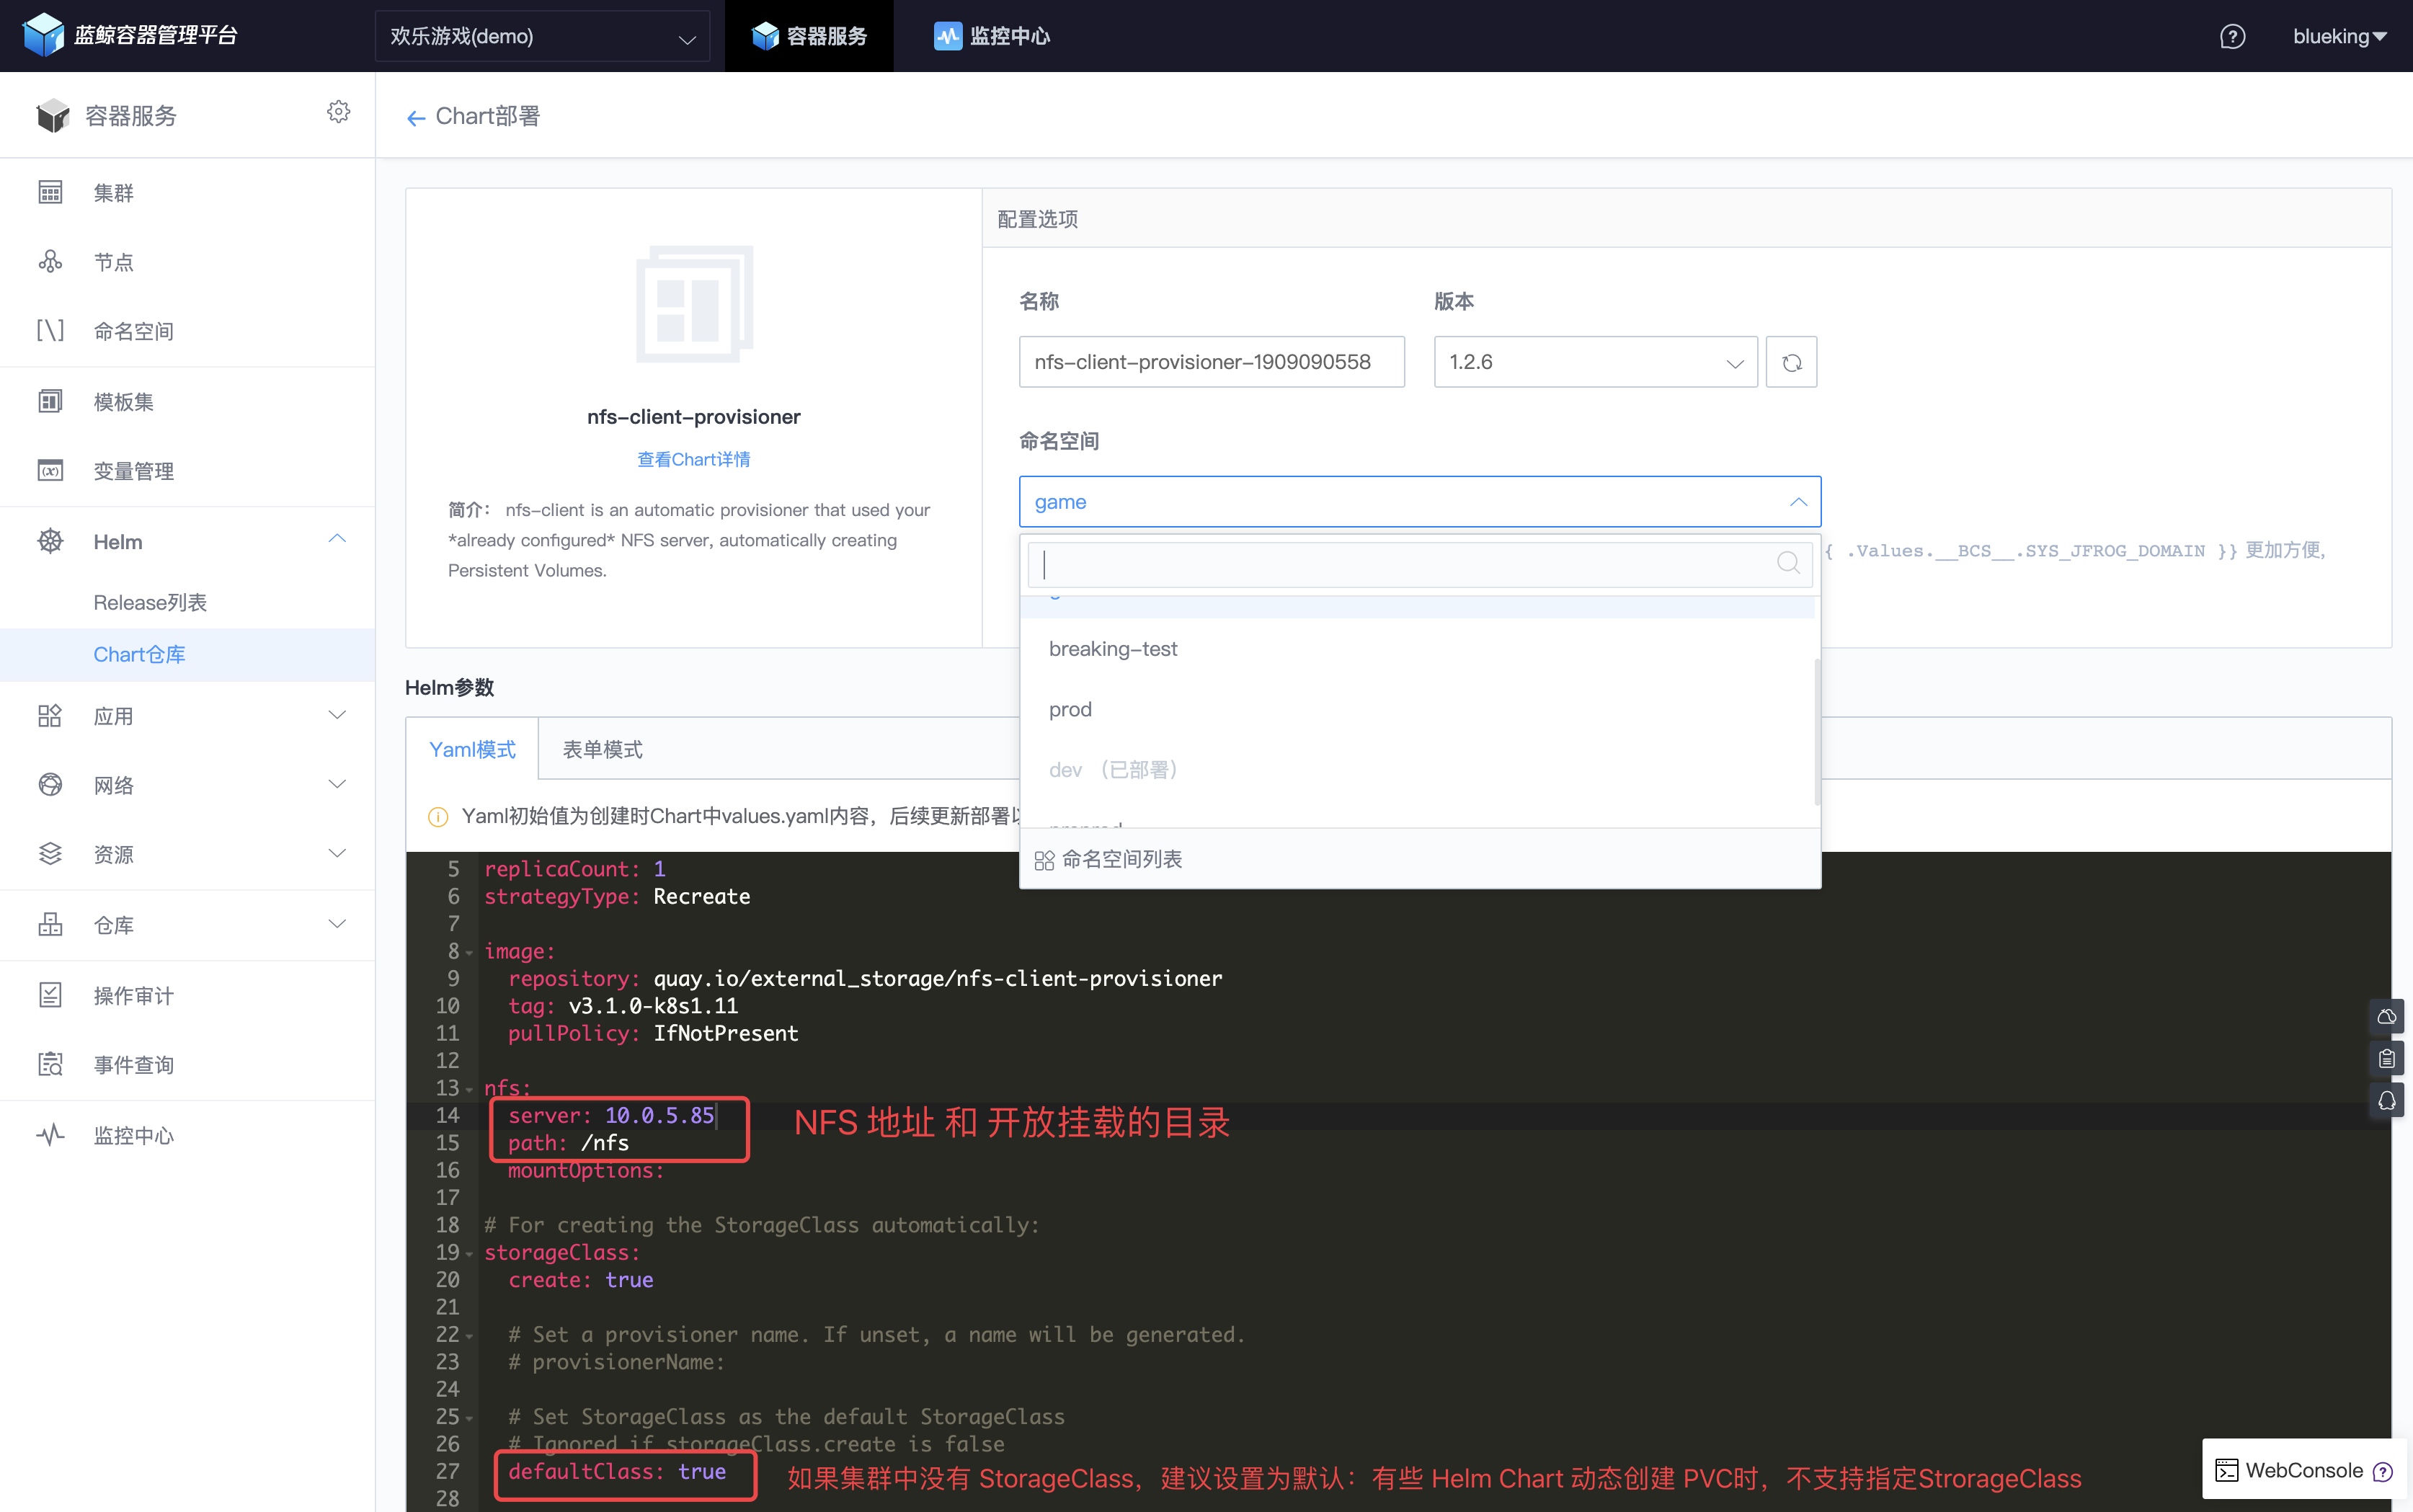 蓝鲸容器管理平台
欢乐游戏(demo)
容器服务
监控中心
blueking
容器服务
Chart部署
集群
节点
命名空间
模板集
变量管理
Helm
Release列表
Chart仓库
应用
网络
资源
仓库
操作审计
事件查询
监控中心
nfs-client-provisioner
查看Chart详情
简介： nfs-client is an automatic provisioner that used your
*already configured* NFS server, automatically creating
Persistent Volumes.
配置选项
名称
版本
nfs-client-provisioner-1909090558
1.2.6
命名空间
game
{ .Values.__BCS__.SYS_JFROG_DOMAIN }} 更加方便,
breaking-test
prod
dev （已部署）
命名空间列表
Helm参数
Yaml模式
表单模式
Yaml初始值为创建时Chart中values.yaml内容，后续更新部署
5 replicaCount: 1
6 strategyType: Recreate
7
8 image:
9 repository: quay.io/external_storage/nfs-client-provisioner
10 tag: v3.1.0-k8s1.11
11 pullPolicy: IfNotPresent
12
13 nfs:
14 server: 10.0.5.85
NFS 地址 和 开放挂载的目录
15 path: /nfs
16 mountOptions:
17
18 # For creating the StorageClass automatically:
19 storageClass:
20 create: true
21
22 # Set a provisioner name. If unset, a name will be generated.
23 # provisionerName:
24
25 # Set StorageClass as the default StorageClass
26 # Ignored if storageClass.create is false
27 defaultClass: true
如果集群中没有 StorageClass，建议设置为默认：有些 Helm Chart 动态创建 PVC时，不支持指定StrorageClass
28
WebConsole